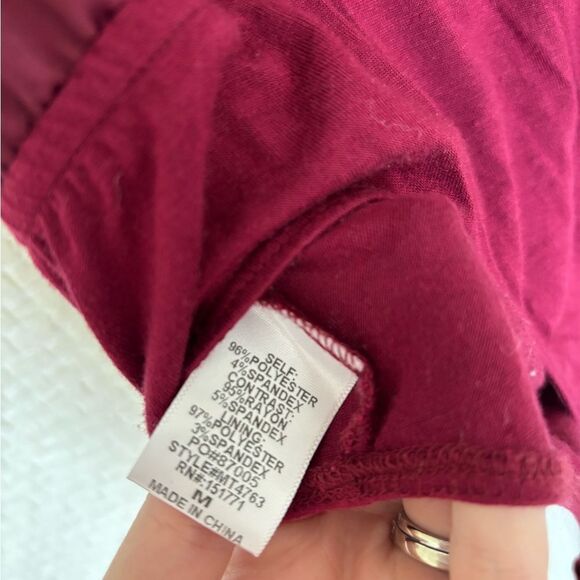 SELF:
96%POLYESTER
4%SPANDEX
CONTRAST:
95%RAYON
5%SPANDEX
LINING:
97%POLYESTER
3%SPANDEX
PO#87005
STYLE#MT4763
RN#:151771
M
MADE IN CHINA